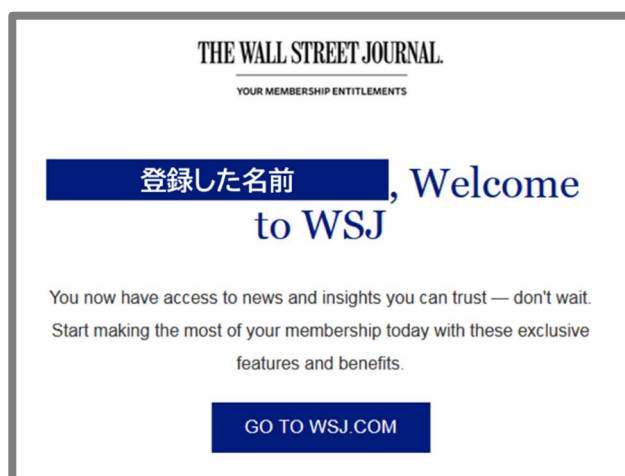 THE WALL STREET JOURNAL.
YOUR MEMBERSHIP ENTITLEMENTS
登録した名前, Welcome
to WSJ
You now have access to news and insights you can trust — don't wait.
Start making the most of your membership today with these exclusive
features and benefits.
GO TO WSJ.COM